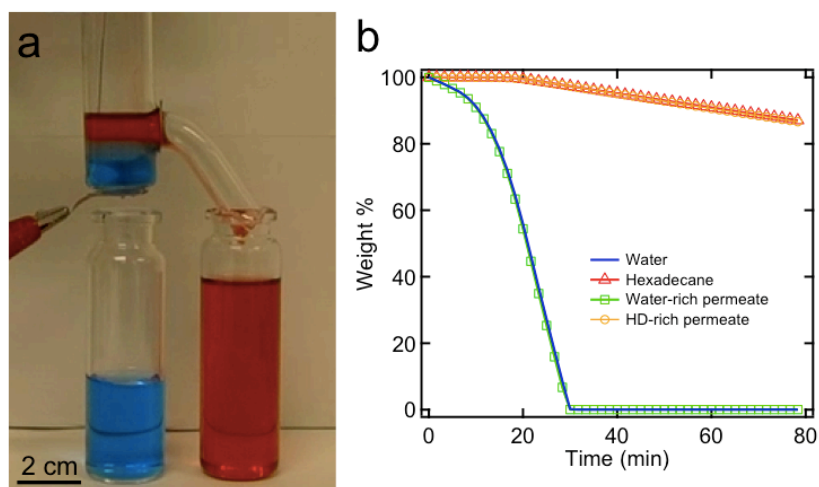 a
2 cm
b
Weight %
100
80
60
40
20
0
Water
Hexadecane
Water-rich permeate
HD-rich permeate
0 20 40 60 80
Time (min)